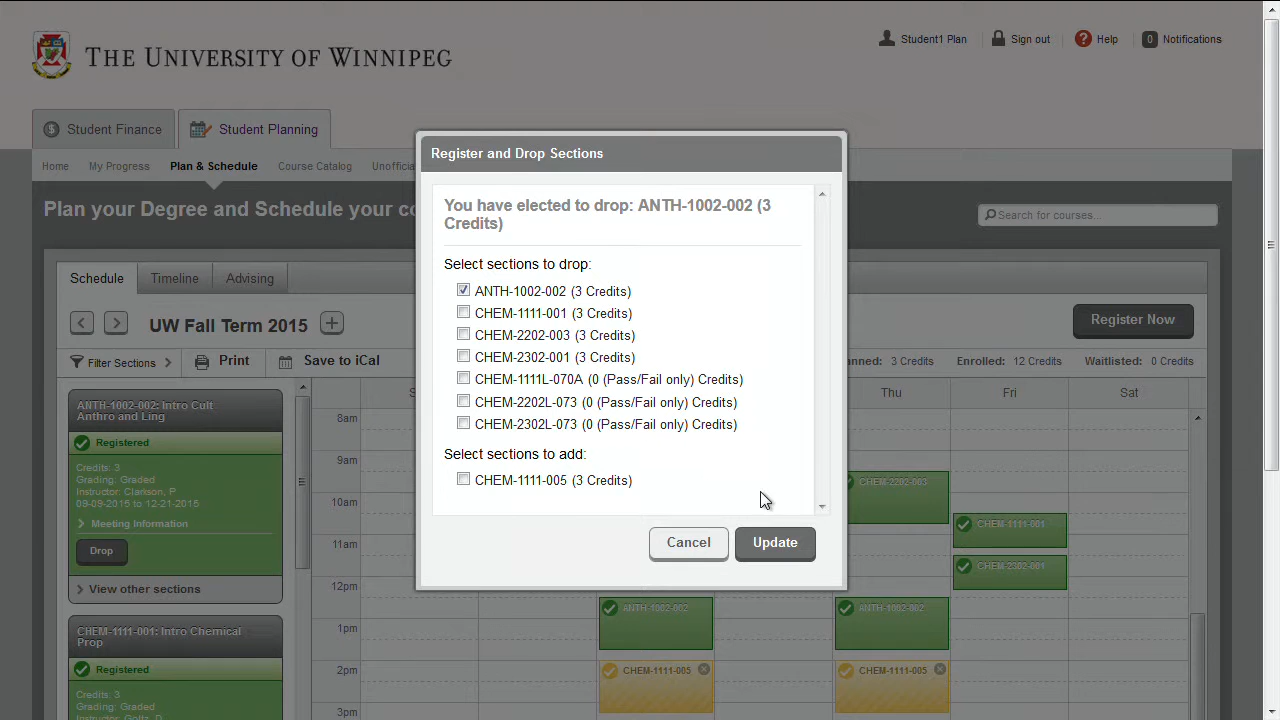 THE UNIVERSITY OF WINNIPEG
Student1 Plan
Sign out
Help
0 Notifications
Student Finance
Student Planning
Home
My Progress
Plan & Schedule
Course Catalog
Unofficia
Plan your Degree and Schedule your co
Search for courses...
Register and Drop Sections
You have elected to drop: ANTH-1002-002 (3
Credits)
Select sections to drop:
ANTH-1002-002 (3 Credits)
CHEM-1111-001 (3 Credits)
CHEM-2202-003 (3 Credits)
CHEM-2302-001 (3 Credits)
CHEM-1111L-070A (0 (Pass/Fail only) Credits)
CHEM-2202L-073 (0 (Pass/Fail only) Credits)
CHEM-2302L-073 (0 (Pass/Fail only) Credits)
Select sections to add:
CHEM-1111-005 (3 Credits)
Cancel
Update
Schedule
Timeline
Advising
UW Fall Term 2015
Register Now
Filter Sections
Print
Save to iCal
nned: 3 Credits
Enrolled: 12 Credits
Waitlisted: 0 Credits
ANTH-1002-002: Intro Cult
Anthro and Ling
Registered
Credits: 3
Grading: Graded
Instructor: Clarkson, P
09-09-2015 to 12-21-2015
Meeting Information
Drop
View other sections
CHEM-1111-001: Intro Chemical
Prop
Registered
Credits: 3
Grading: Graded
Instructor: Goltz, D
S
Thu
Fri
Sat
8am
9am
10am
11am
12pm
1pm
2pm
3pm
CHEM-2202-003
CHEM-1111-001
CHEM-2302-001
ANTH-1002-002
ANTH-1002-002
CHEM-1111-005
CHEM-1111-005